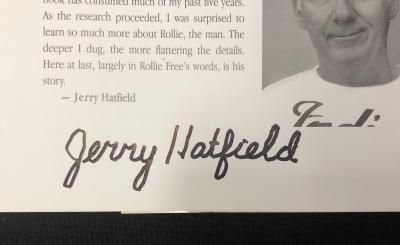 book has consumed much of my past five years.
As the research proceeded, I was surprised to
learn so much more about Rollie, the man. The
deeper I dug, the more flattering the details.
Here at last, largely in Rollie Free's words, is his
story.
— Jerry Hatfield
Jerry Hatfield